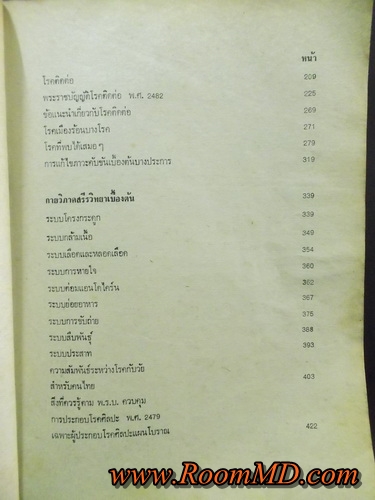 หน้า
โรคติดต่อ 209
พระราชบัญญัติโรคติดต่อ พ.ศ. 2482 225
ข้อแนะนำเกี่ยวกับโรคติดต่อ 269
โรคเมืองร้อนบางโรค 271
โรคที่พบได้เสมอๆ 279
การแก้ไขภาวะคับขันเบื้องต้นบางประการ 319
กายวิภาคสรีรวิทยาเบื้องต้น 339
ระบบโครงกระดูก 339
ระบบกล้ามเนื้อ 349
ระบบเลือดและหลอดเลือด 354
ระบบการหายใจ 360
ระบบต่อมแอนโดไครีน 362
ระบบย่อยอาหาร 367
ระบบการขับถ่าย 375
ระบบสืบพันธุ์ 388
ระบบประสาท 393
ความสัมพันธ์ระหว่างโรคกับวัย
สำหรับคนไทย 403
สิ่งที่ควรรู้ตาม พ.ร.บ. ควบคุม
การประกอบโรคศิลปะ พ.ศ. 2479
เฉพาะผู้ประกอบโรคศิลปแผนโบราณ 422
www.RoomMD.com